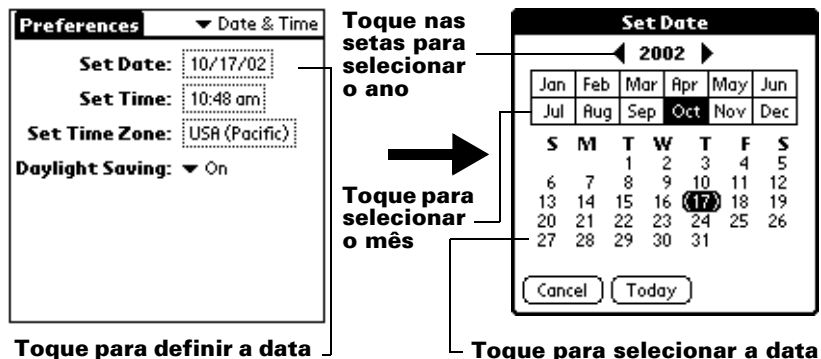 Preferences
Date & Time
Set Date: 10/17/02
Set Time: 10:48 am
Set Time Zone: USA (Pacific)
Daylight Saving: On
Toque para definir a data
Toque nas
setas para
selecionar
o ano
Toque para
selecionar
o mês
Set Date
2002
Jan Feb Mar Apr May Jun
Jul Aug Sep Oct Nov Dec
S M T W T F S
1 2 3 4 5
6 7 8 9 10 11 12
13 14 15 16 17 18 19
20 21 22 23 24 25 26
27 28 29 30 31
Cancel Today
Toque para selecionar a data